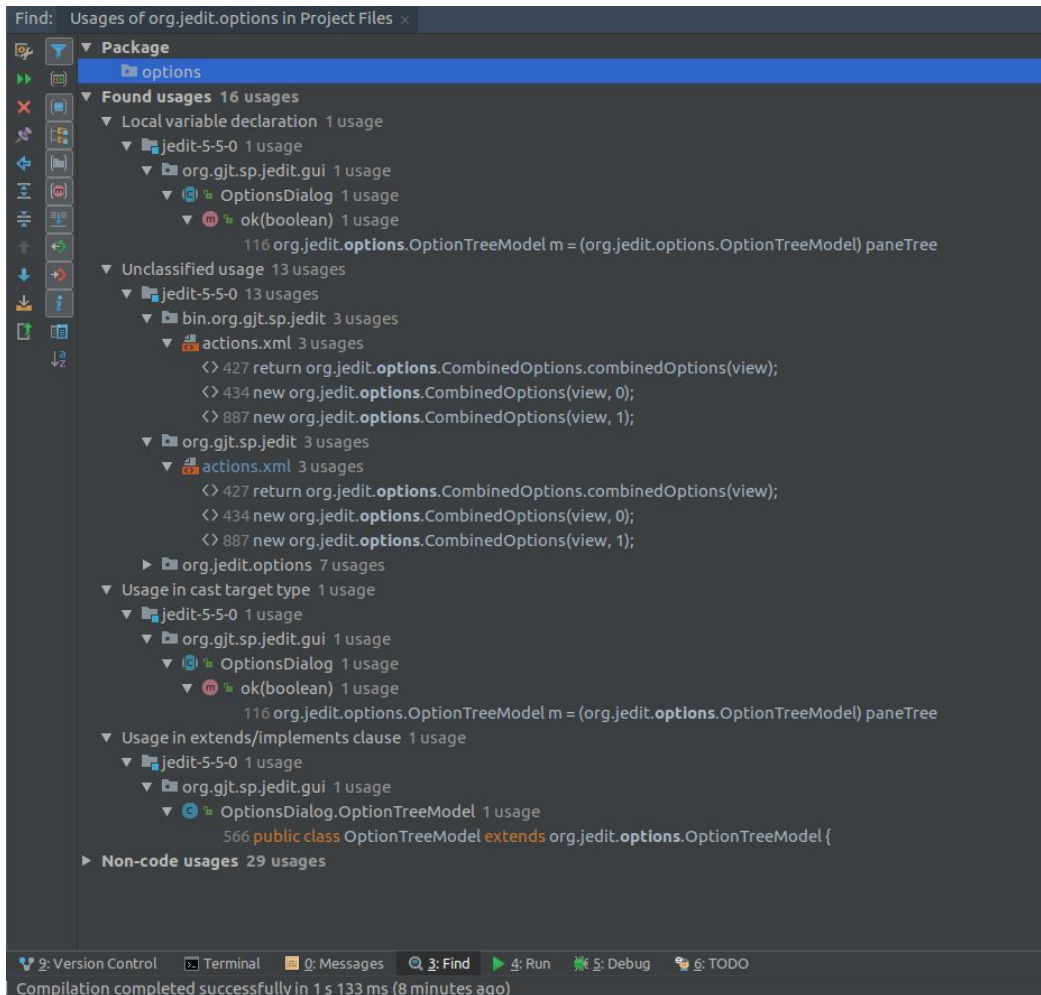 Find: Usages of org.jedit.options in Project Files ×
Package
options
Found usages 16 usages
Local variable declaration 1 usage
jedit-5-5-0 1 usage
org.gjt.sp.jedit.gui 1 usage
OptionsDialog 1 usage
ok(boolean) 1 usage
116 org.jedit.options.OptionTreeModel m = (org.jedit.options.OptionTreeModel) paneTree
Unclassified usage 13 usages
jedit-5-5-0 13 usages
bin.org.gjt.sp.jedit 3 usages
actions.xml 3 usages
<> 427 return org.jedit.options.CombinedOptions.combinedOptions(view);
<> 434 new org.jedit.options.CombinedOptions(view, 0);
<> 887 new org.jedit.options.CombinedOptions(view, 1);
org.gjt.sp.jedit 3 usages
actions.xml 3 usages
<> 427 return org.jedit.options.CombinedOptions.combinedOptions(view);
<> 434 new org.jedit.options.CombinedOptions(view, 0);
<> 887 new org.jedit.options.CombinedOptions(view, 1);
org.jedit.options 7 usages
Usage in cast target type 1 usage
jedit-5-5-0 1 usage
org.gjt.sp.jedit.gui 1 usage
OptionsDialog 1 usage
ok(boolean) 1 usage
116 org.jedit.options.OptionTreeModel m = (org.jedit.options.OptionTreeModel) paneTree
Usage in extends/implements clause 1 usage
jedit-5-5-0 1 usage
org.gjt.sp.jedit.gui 1 usage
OptionsDialog.OptionTreeModel 1 usage
566 public class OptionTreeModel extends org.jedit.options.OptionTreeModel {
Non-code usages 29 usages
9: Version Control Terminal 0: Messages 3: Find 4: Run 5: Debug 6: TODO
Compilation completed successfully in 1 s 133 ms (8 minutes ago)